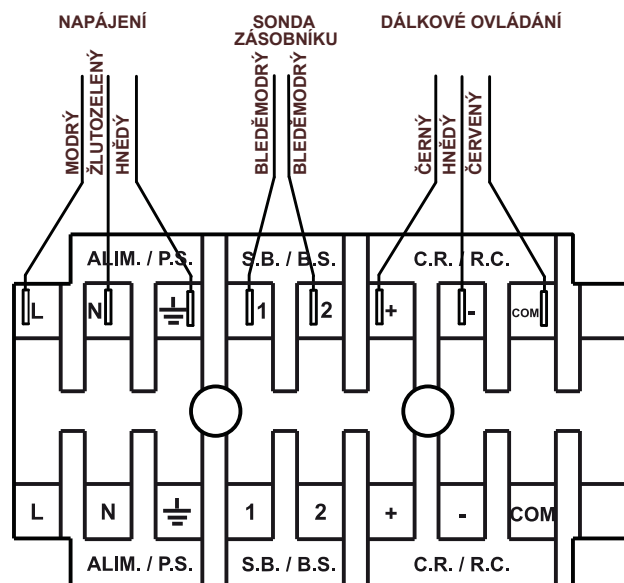 NAPÁJENÍ
SONDA
ZÁSOBNÍKU
DÁLKOVÉ OVLÁDÁNÍ
MODRÝ
ŽLUTOZELENÝ
HNĚDÝ
BLEDĚMODRÝ
BLEDĚMODRÝ
ČERNÝ
HNĚDÝ
ČERVENÝ
ALIM. / P.S.
S.B. / B.S.
C.R. / R.C.
L
N
1
2
+
-
COM
L
N
1
2
+
-
COM
ALIM. / P.S.
S.B. / B.S.
C.R. / R.C.